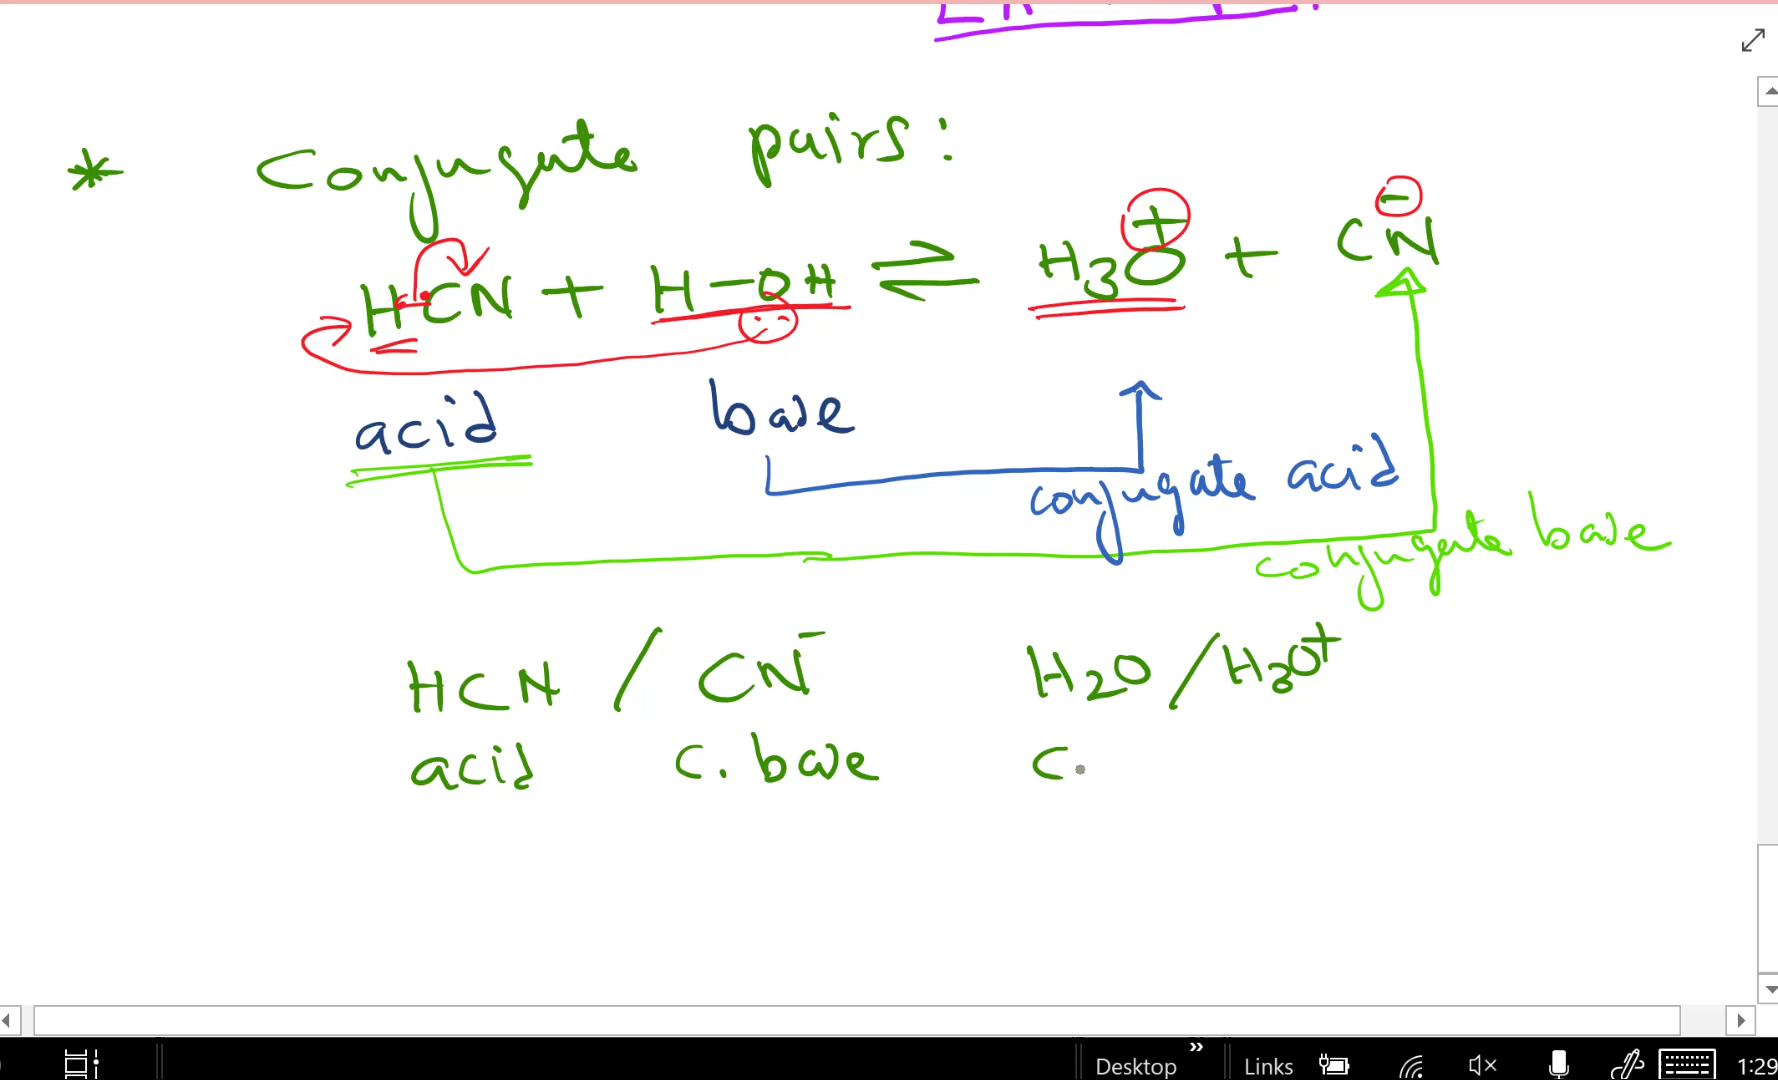 * Conjugate pairs:
HCN + H-OH ⇌ H3O+ + CN-
acid base
conjugate acid
conjugate base
HCN / CN- H2O / H3O+
acid C. base C.
Desktop » Links 1:29